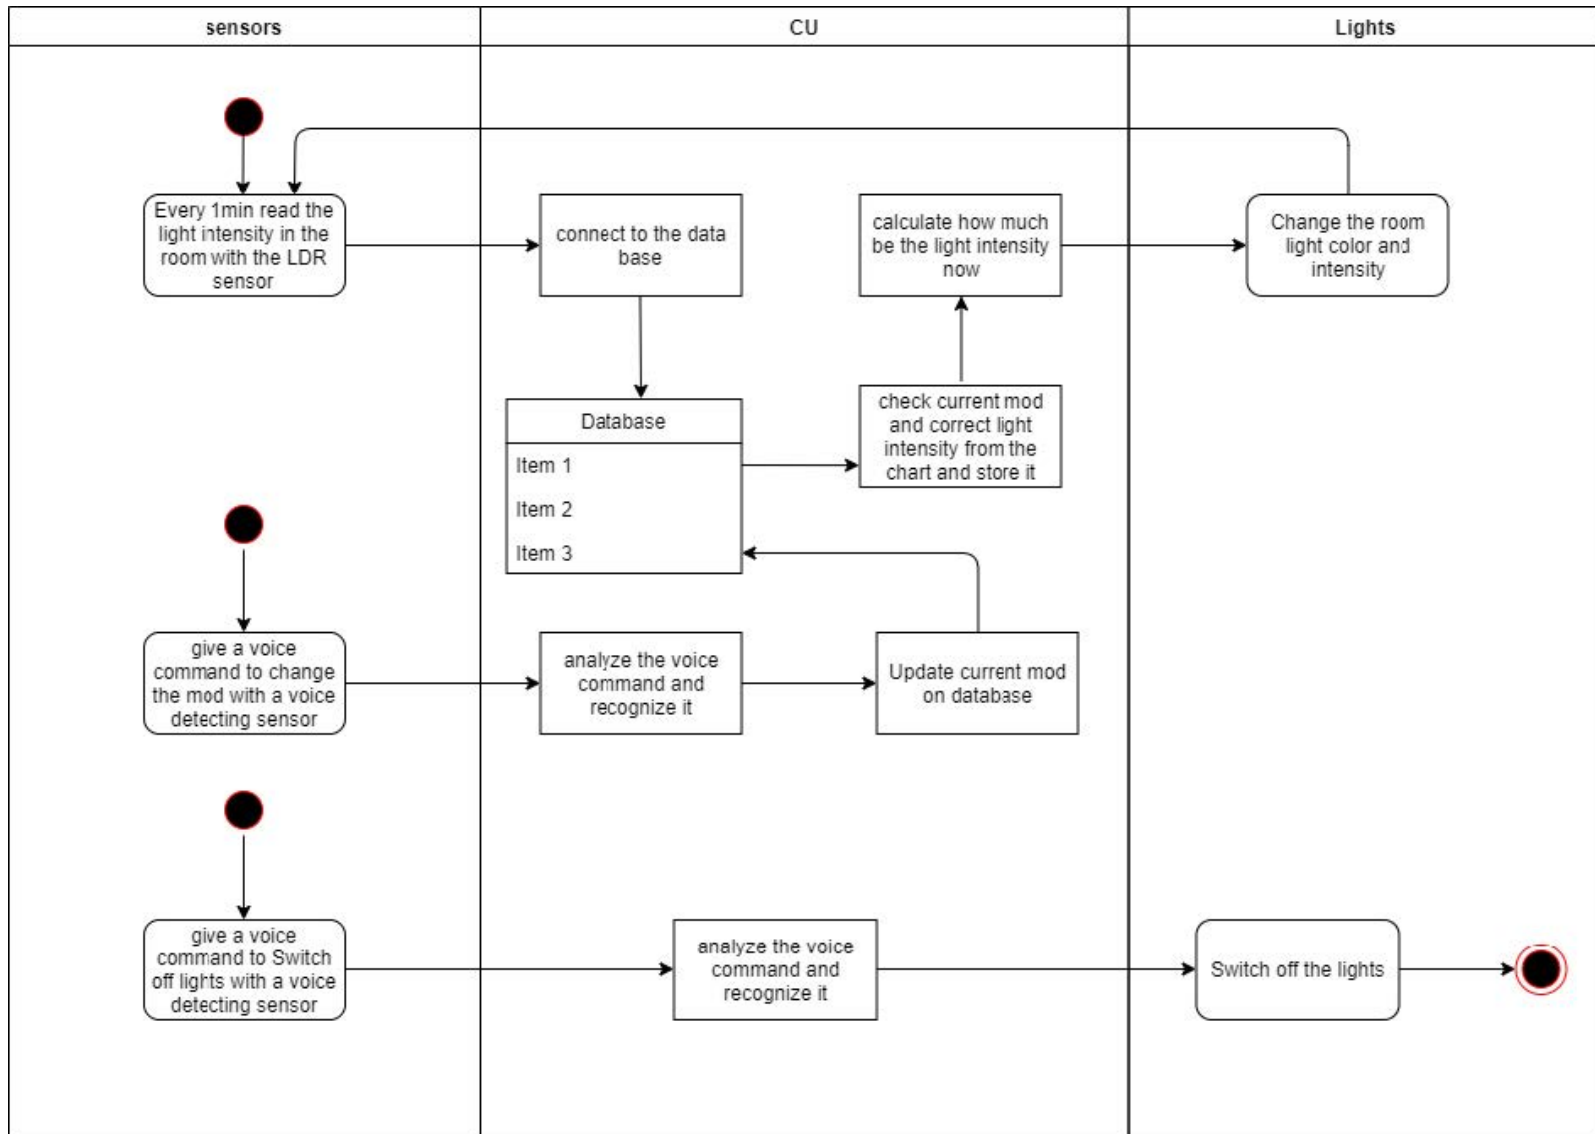 sensors
CU
Lights
Every 1min read the
light intensity in the
room with the LDR
sensor
connect to the data
base
calculate how much
be the light intensity
now
Change the room
light color and
intensity
Database
Item 1
Item 2
Item 3
check current mod
and correct light
intensity from the
chart and store it
give a voice
command to change
the mod with a voice
detecting sensor
analyze the voice
command and
recognize it
Update current mod
on database
give a voice
command to Switch
off lights with a voice
detecting sensor
analyze the voice
command and
recognize it
Switch off the lights